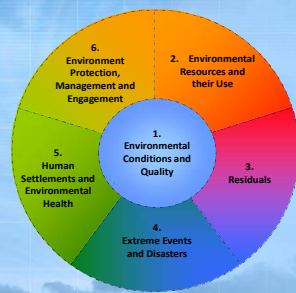 1.
Environmental
Conditions and
Quality
2. Environmental
Resources and
their Use
3.
Residuals
4.
Extreme Events
and Disasters
5.
Human
Settlements and
Environmental
Health
6.
Environment
Protection,
Management and
Engagement